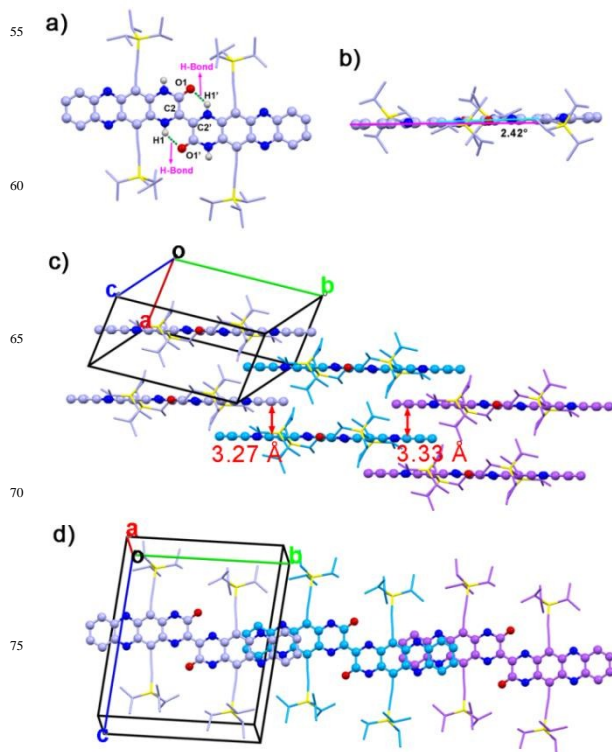 55
a)
H-Bond
O1
H1'
C2
C2'
H1
O1'
H-Bond
b)
2.42°
60
c)
o
c
b
a
65
3.27 Å
3.33 Å
70
d)
a
o
b
75
c